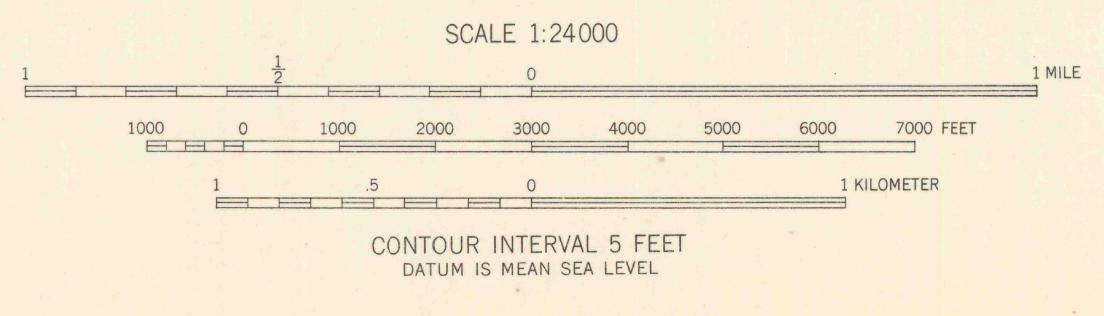 SCALE 1:24000
1 1/2 0 1 MILE
1000 0 1000 2000 3000 4000 5000 6000 7000 FEET
1 .5 0 1 KILOMETER
CONTOUR INTERVAL 5 FEET
DATUM IS MEAN SEA LEVEL